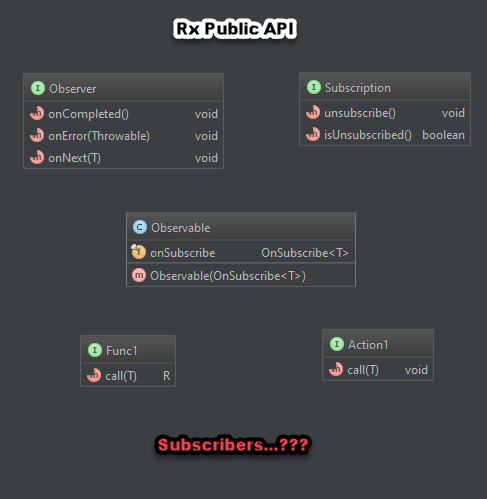 Rx Public API
I Observer
m onCompleted() void
m onError(Throwable) void
m onNext(T) void
I Subscription
m unsubscribe() void
m isUnsubscribed() boolean
C Observable
f onSubscribe OnSubscribe<T>
m Observable(OnSubscribe<T>)
I Func1
m call(T) R
I Action1
m call(T) void
Subscribers...???